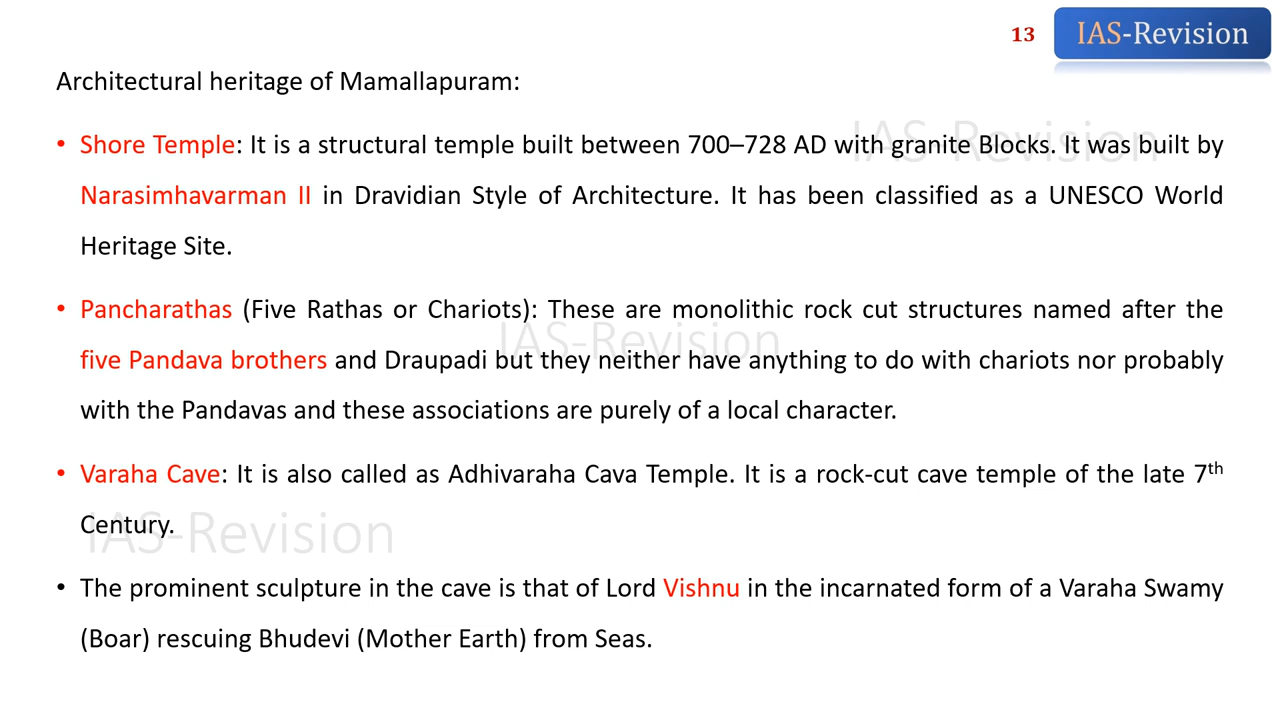 13
IAS-Revision
Architectural heritage of Mamallapuram:
• Shore Temple: It is a structural temple built between 700–728 AD with granite Blocks. It was built by
Narasimhavarman II in Dravidian Style of Architecture. It has been classified as a UNESCO World
Heritage Site.
• Pancharathas (Five Rathas or Chariots): These are monolithic rock cut structures named after the
five Pandava brothers and Draupadi but they neither have anything to do with chariots nor probably
with the Pandavas and these associations are purely of a local character.
• Varaha Cave: It is also called as Adhivaraha Cava Temple. It is a rock-cut cave temple of the late 7th
Century.
• The prominent sculpture in the cave is that of Lord Vishnu in the incarnated form of a Varaha Swamy
(Boar) rescuing Bhudevi (Mother Earth) from Seas.
IAS-Revision
IAS-Revision
IAS-Revision